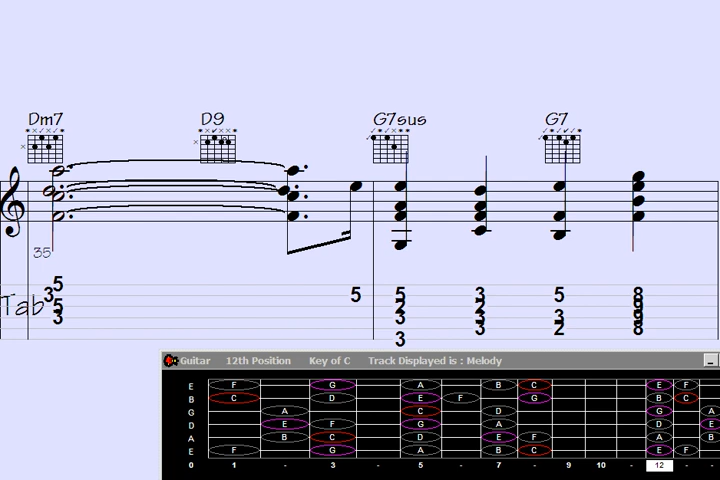 Dm7 D9 G7sus G7
35
5
3 5 5 3 5 8
5 2 2 9
Tab
3 3 3 3 9
3 2 8
3
Guitar 12th Position Key of C Track Displayed is : Melody
E F G A B C E F
B C D E F G B C
G A C D G A
D E F G A D E
A B C D E F A B
E F G A B C E F
0 1 - 3 - 5 - 7 - 9 10 - 12 - -